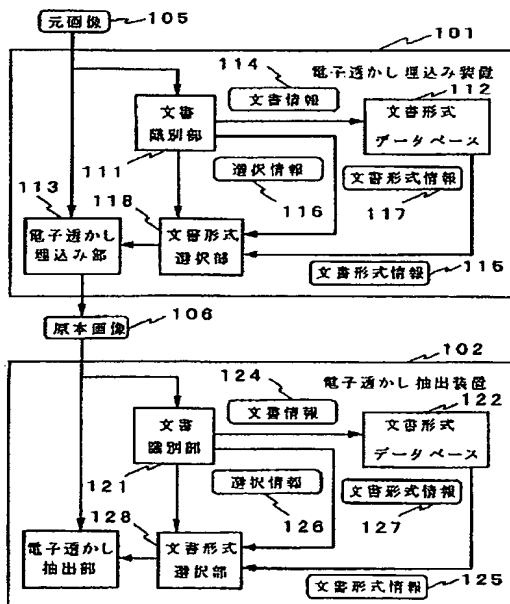 元画像 105
101
114 電子透かし埋込み装置
文書情報 112
文書
識別部
文書形式
データベース
111 選択情報
文書形式情報
113 118 116 117
電子透かし
埋込み部
文書形式
選択部
文書形式情報 115
原本画像 106
102
124 電子透かし抽出装置
文書情報 122
文書
識別部
文書形式
データベース
121 選択情報
文書形式情報
128 126 127
電子透かし
抽出部
文書形式
選択部
文書形式情報 125